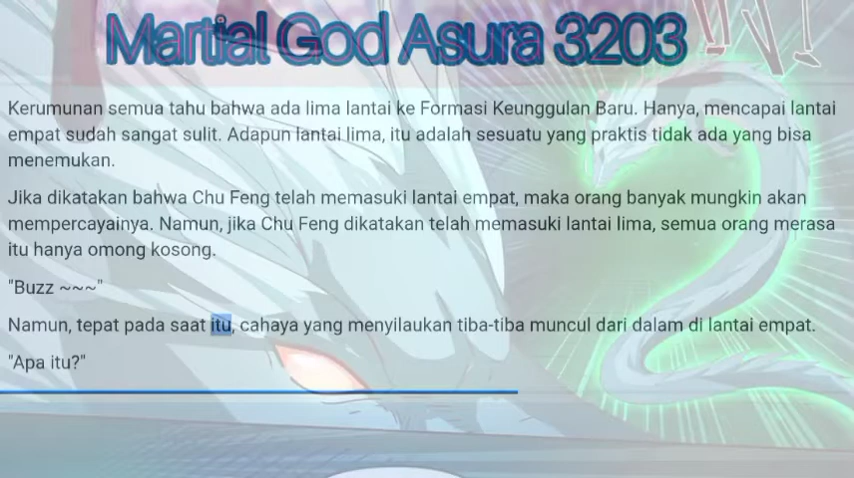 Martial God Asura 3203
Kerumunan semua tahu bahwa ada lima lantai ke Formasi Keunggulan Baru. Hanya, mencapai lantai
empat sudah sangat sulit. Adapun lantai lima, itu adalah sesuatu yang praktis tidak ada yang bisa
menemukan.
Jika dikatakan bahwa Chu Feng telah memasuki lantai empat, maka orang banyak mungkin akan
mempercayainya. Namun, jika Chu Feng dikatakan telah memasuki lantai lima, semua orang merasa
itu hanya omong kosong.
"Buzz ~~~"
Namun, tepat pada saat itu, cahaya yang menyilaukan tiba-tiba muncul dari dalam di lantai empat.
"Apa itu?"